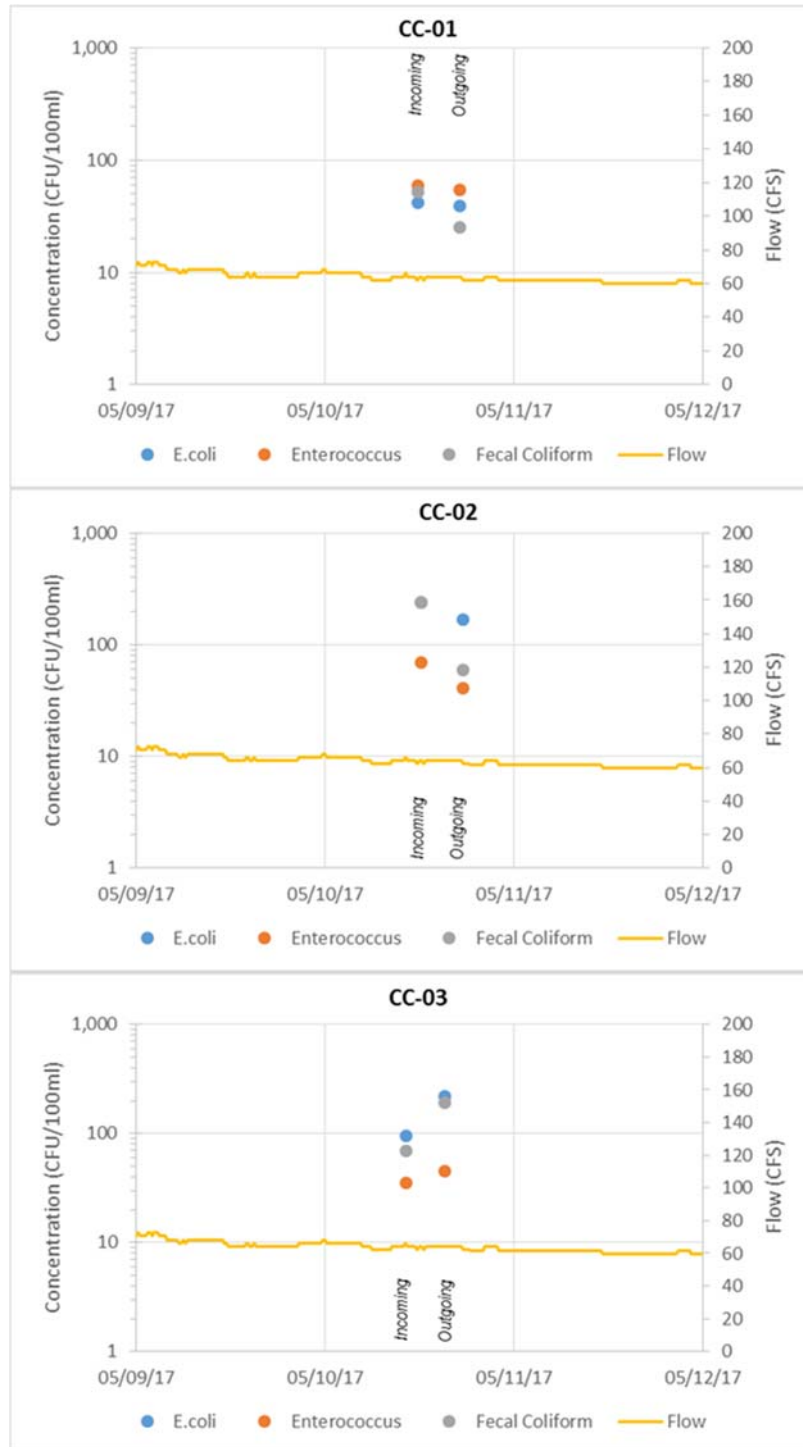 CC-01
Concentration (CFU/100ml)
1,000
100
10
1
Incoming
Outgoing
200
180
160
140
120
100
80
60
40
20
0
Flow (CFS)
05/09/17 05/10/17 05/11/17 05/12/17
E.coli Enterococcus Fecal Coliform Flow
CC-02
Concentration (CFU/100ml)
1,000
100
10
1
Incoming
Outgoing
200
180
160
140
120
100
80
60
40
20
0
Flow (CFS)
05/09/17 05/10/17 05/11/17 05/12/17
E.coli Enterococcus Fecal Coliform Flow
CC-03
Concentration (CFU/100ml)
1,000
100
10
1
Incoming
Outgoing
200
180
160
140
120
100
80
60
40
20
0
Flow (CFS)
05/09/17 05/10/17 05/11/17 05/12/17
E.coli Enterococcus Fecal Coliform Flow